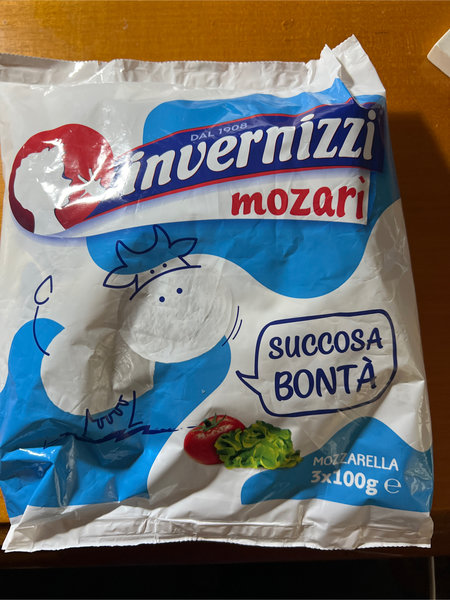 DAL 1908
invernizzi
mozarì
SUCCOSA
BONTÀ
MOZZARELLA
3x100g ℮